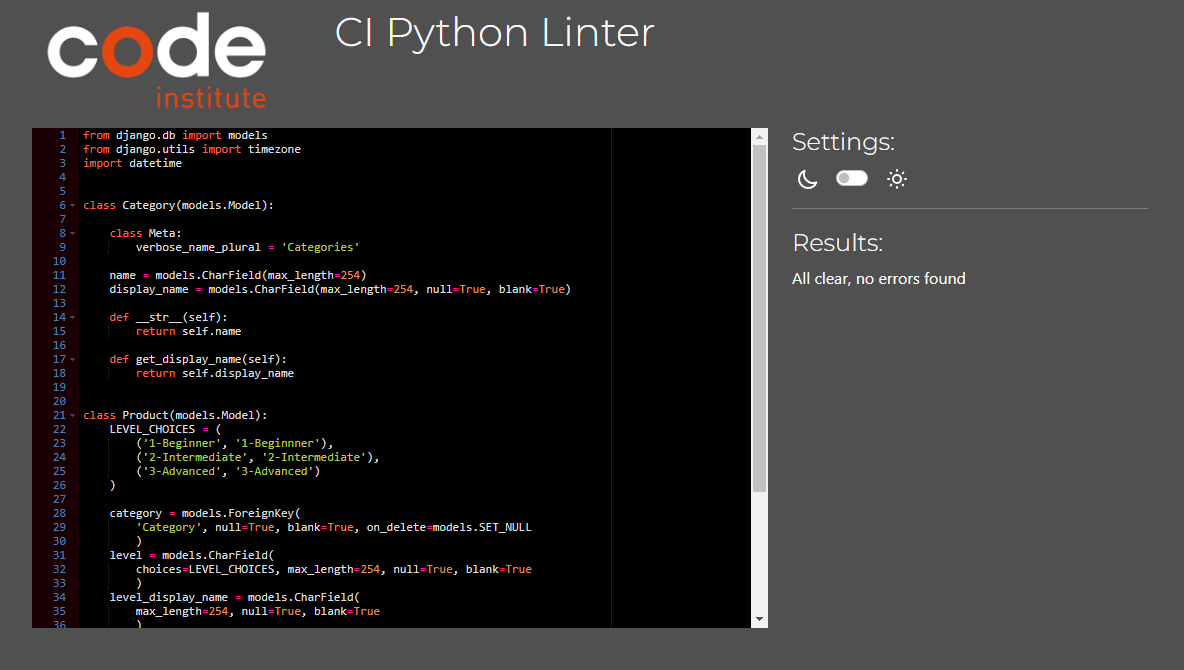 code
institute
CI Python Linter
1 from django.db import models
2 from django.utils import timezone
3 import datetime
4
5
6 class Category(models.Model):
7
8 class Meta:
9 verbose_name_plural = 'Categories'
10
11 name = models.CharField(max_length=254)
12 display_name = models.CharField(max_length=254, null=True, blank=True)
13
14 def __str__(self):
15 return self.name
16
17 def get_display_name(self):
18 return self.display_name
19
20
21 class Product(models.Model):
22 LEVEL_CHOICES = (
23 ('1-Beginner', '1-Beginnner'),
24 ('2-Intermediate', '2-Intermediate'),
25 ('3-Advanced', '3-Advanced')
26 )
27
28 category = models.ForeignKey(
29 'Category', null=True, blank=True, on_delete=models.SET_NULL
30 )
31 level = models.CharField(
32 choices=LEVEL_CHOICES, max_length=254, null=True, blank=True
33 )
34 level_display_name = models.CharField(
35 max_length=254, null=True, blank=True
36 )
Settings:
Results:
All clear, no errors found